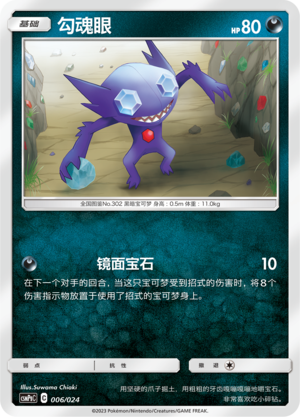 基础 勾魂眼 HP 80
全国图鉴No.302 黑暗宝可梦 身高：0.5m 体重：11.0kg
镜面宝石 10
在下一个对手的回合，当这只宝可梦受到招式的伤害时，将8个
伤害指示物放置于使用了招式的宝可梦身上。
弱点 抗性 撤退
Illus.Suwama Chiaki
C 006/024
用坚硬的爪子掘土，用粗粗的牙齿嘎嘣嘎嘣地嚼宝石。
非常喜欢吃小碎钻。
©2023 Pokémon/Nintendo/Creatures/GAME FREAK.